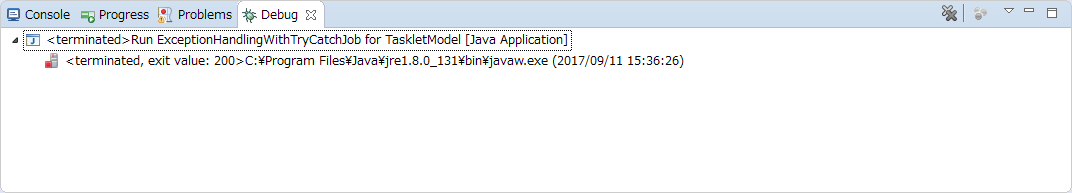 Console Progress Problems Debug
<terminated>Run ExceptionHandlingWithTryCatchJob for TaskletModel [Java Application]
<terminated, exit value: 200>C:¥Program Files¥Java¥jre1.8.0_131¥bin¥javaw.exe (2017/09/11 15:36:26)